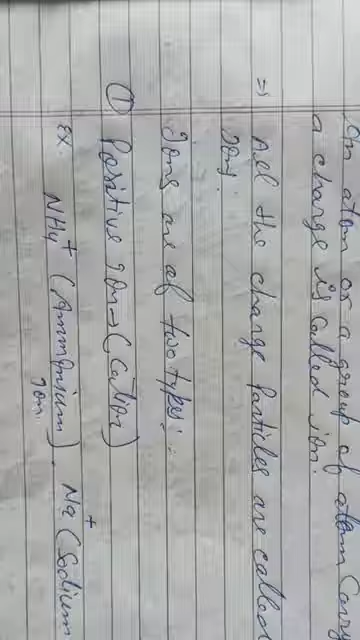 An atom or a group of atom Carry
a charge is called ion.
⇒ All the charge particles are called
Ions.
Ions are of two types:
① Positive Ion → (Cation)
Ex. NH4+ (Ammonium) , Na+ (Sodium
Ion